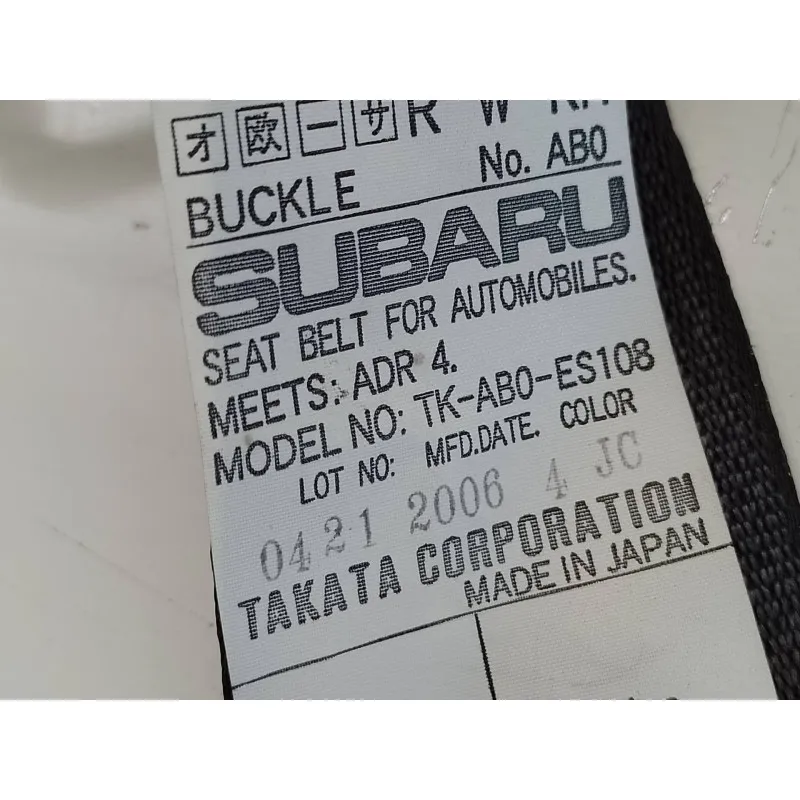 オ 欧 一 サ R W
BUCKLE No. AB0
SUBARU
SEAT BELT FOR AUTOMOBILES.
MEETS: ADR 4.
MODEL NO: TK-AB0-ES108
LOT NO: MFD.DATE. COLOR
0421 2006 4 JC
TAKATA CORPORATION
MADE IN JAPAN